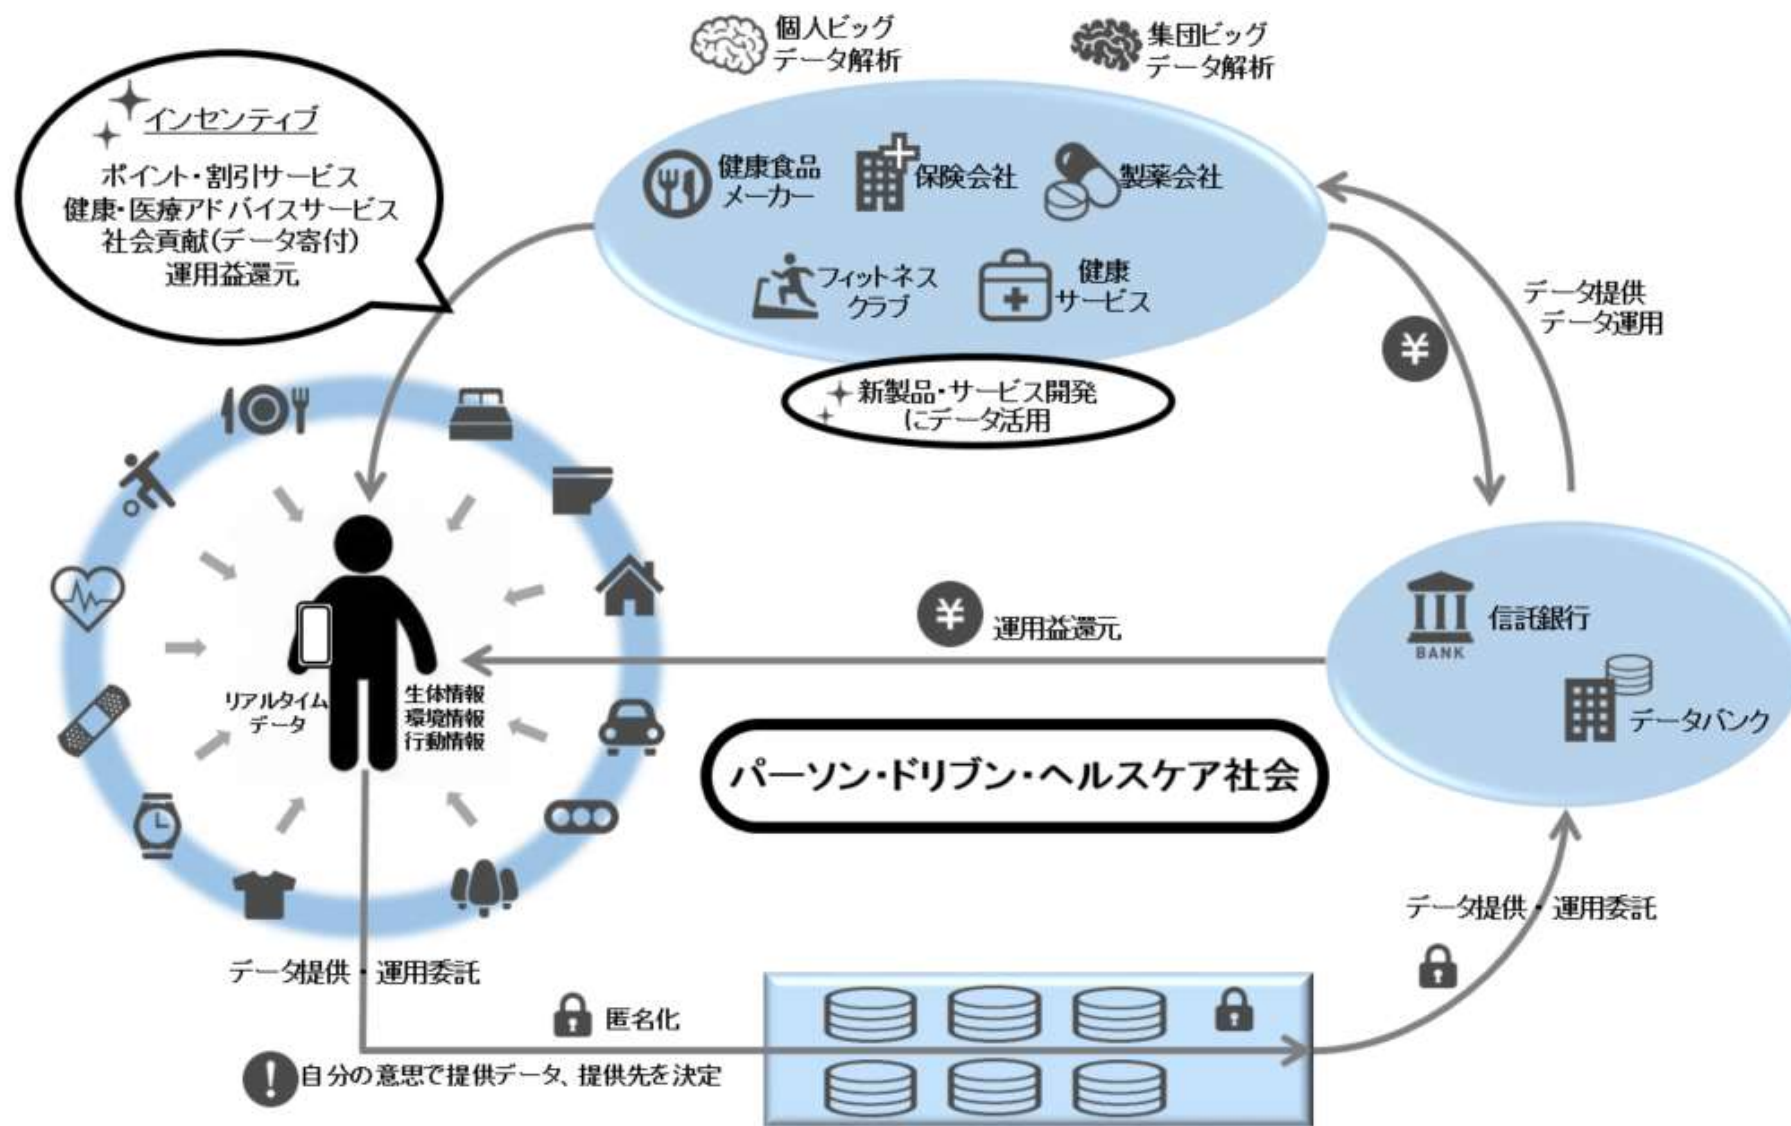 個人ビッグ
データ解析
集団ビッグ
データ解析
インセンティブ
ポイント・割引サービス
健康・医療アドバイスサービス
社会貢献(データ寄付)
運用益還元
健康食品
メーカー
保険会社
製薬会社
フィットネス
クラブ
健康
サービス
新製品・サービス開発
にデータ活用
データ提供
データ運用
¥
¥
運用益還元
BANK
信託銀行
データバンク
リアルタイム
データ
生体情報
環境情報
行動情報
パーソン・ドリブン・ヘルスケア社会
データ提供・運用委託
データ提供・運用委託
匿名化
!
自分の意思で提供データ、提供先を決定